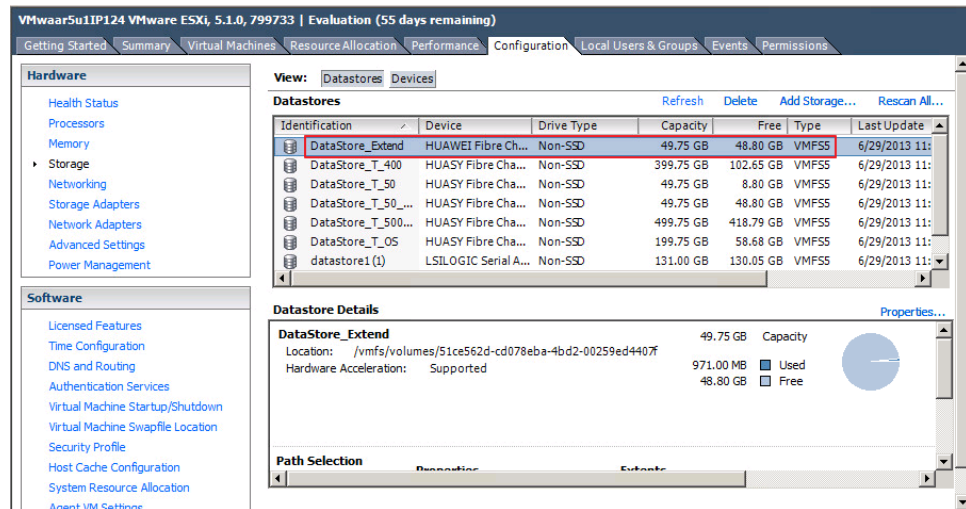 VMwaar5u1IP124 VMware ESXi, 5.1.0, 799733 | Evaluation (55 days remaining)
Getting Started Summary Virtual Machines Resource Allocation Performance Configuration Local Users & Groups Events Permissions
Hardware
Health Status
Processors
Memory
Storage
Networking
Storage Adapters
Network Adapters
Advanced Settings
Power Management
Software
Licensed Features
Time Configuration
DNS and Routing
Authentication Services
Virtual Machine Startup/Shutdown
Virtual Machine Swapfile Location
Security Profile
Host Cache Configuration
System Resource Allocation
Agent VM Settings
View: Datastores Devices
Datastores Refresh Delete Add Storage... Rescan All...
Identification Device Drive Type Capacity Free Type Last Update
DataStore_Extend HUAWEI Fibre Ch... Non-SSD 49.75 GB 48.80 GB VMFS5 6/29/2013 11:
DataStore_T_400 HUASY Fibre Cha... Non-SSD 399.75 GB 102.65 GB VMFS5 6/29/2013 11:
DataStore_T_50 HUASY Fibre Cha... Non-SSD 49.75 GB 8.80 GB VMFS5 6/29/2013 11:
DataStore_T_50_... HUASY Fibre Cha... Non-SSD 49.75 GB 48.80 GB VMFS5 6/29/2013 11:
DataStore_T_500... HUASY Fibre Cha... Non-SSD 499.75 GB 418.79 GB VMFS5 6/29/2013 11:
DataStore_T_OS HUASY Fibre Cha... Non-SSD 199.75 GB 58.68 GB VMFS5 6/29/2013 11:
datastore1 (1) LSILOGIC Serial A... Non-SSD 131.00 GB 130.05 GB VMFS5 6/29/2013 11:
Datastore Details Properties...
DataStore_Extend 49.75 GB Capacity
Location: /vmfs/volumes/51ce562d-cd078eba-4bd2-00259ed4407f
Hardware Acceleration: Supported 971.00 MB Used
48.80 GB Free
Path Selection
Properties Extents